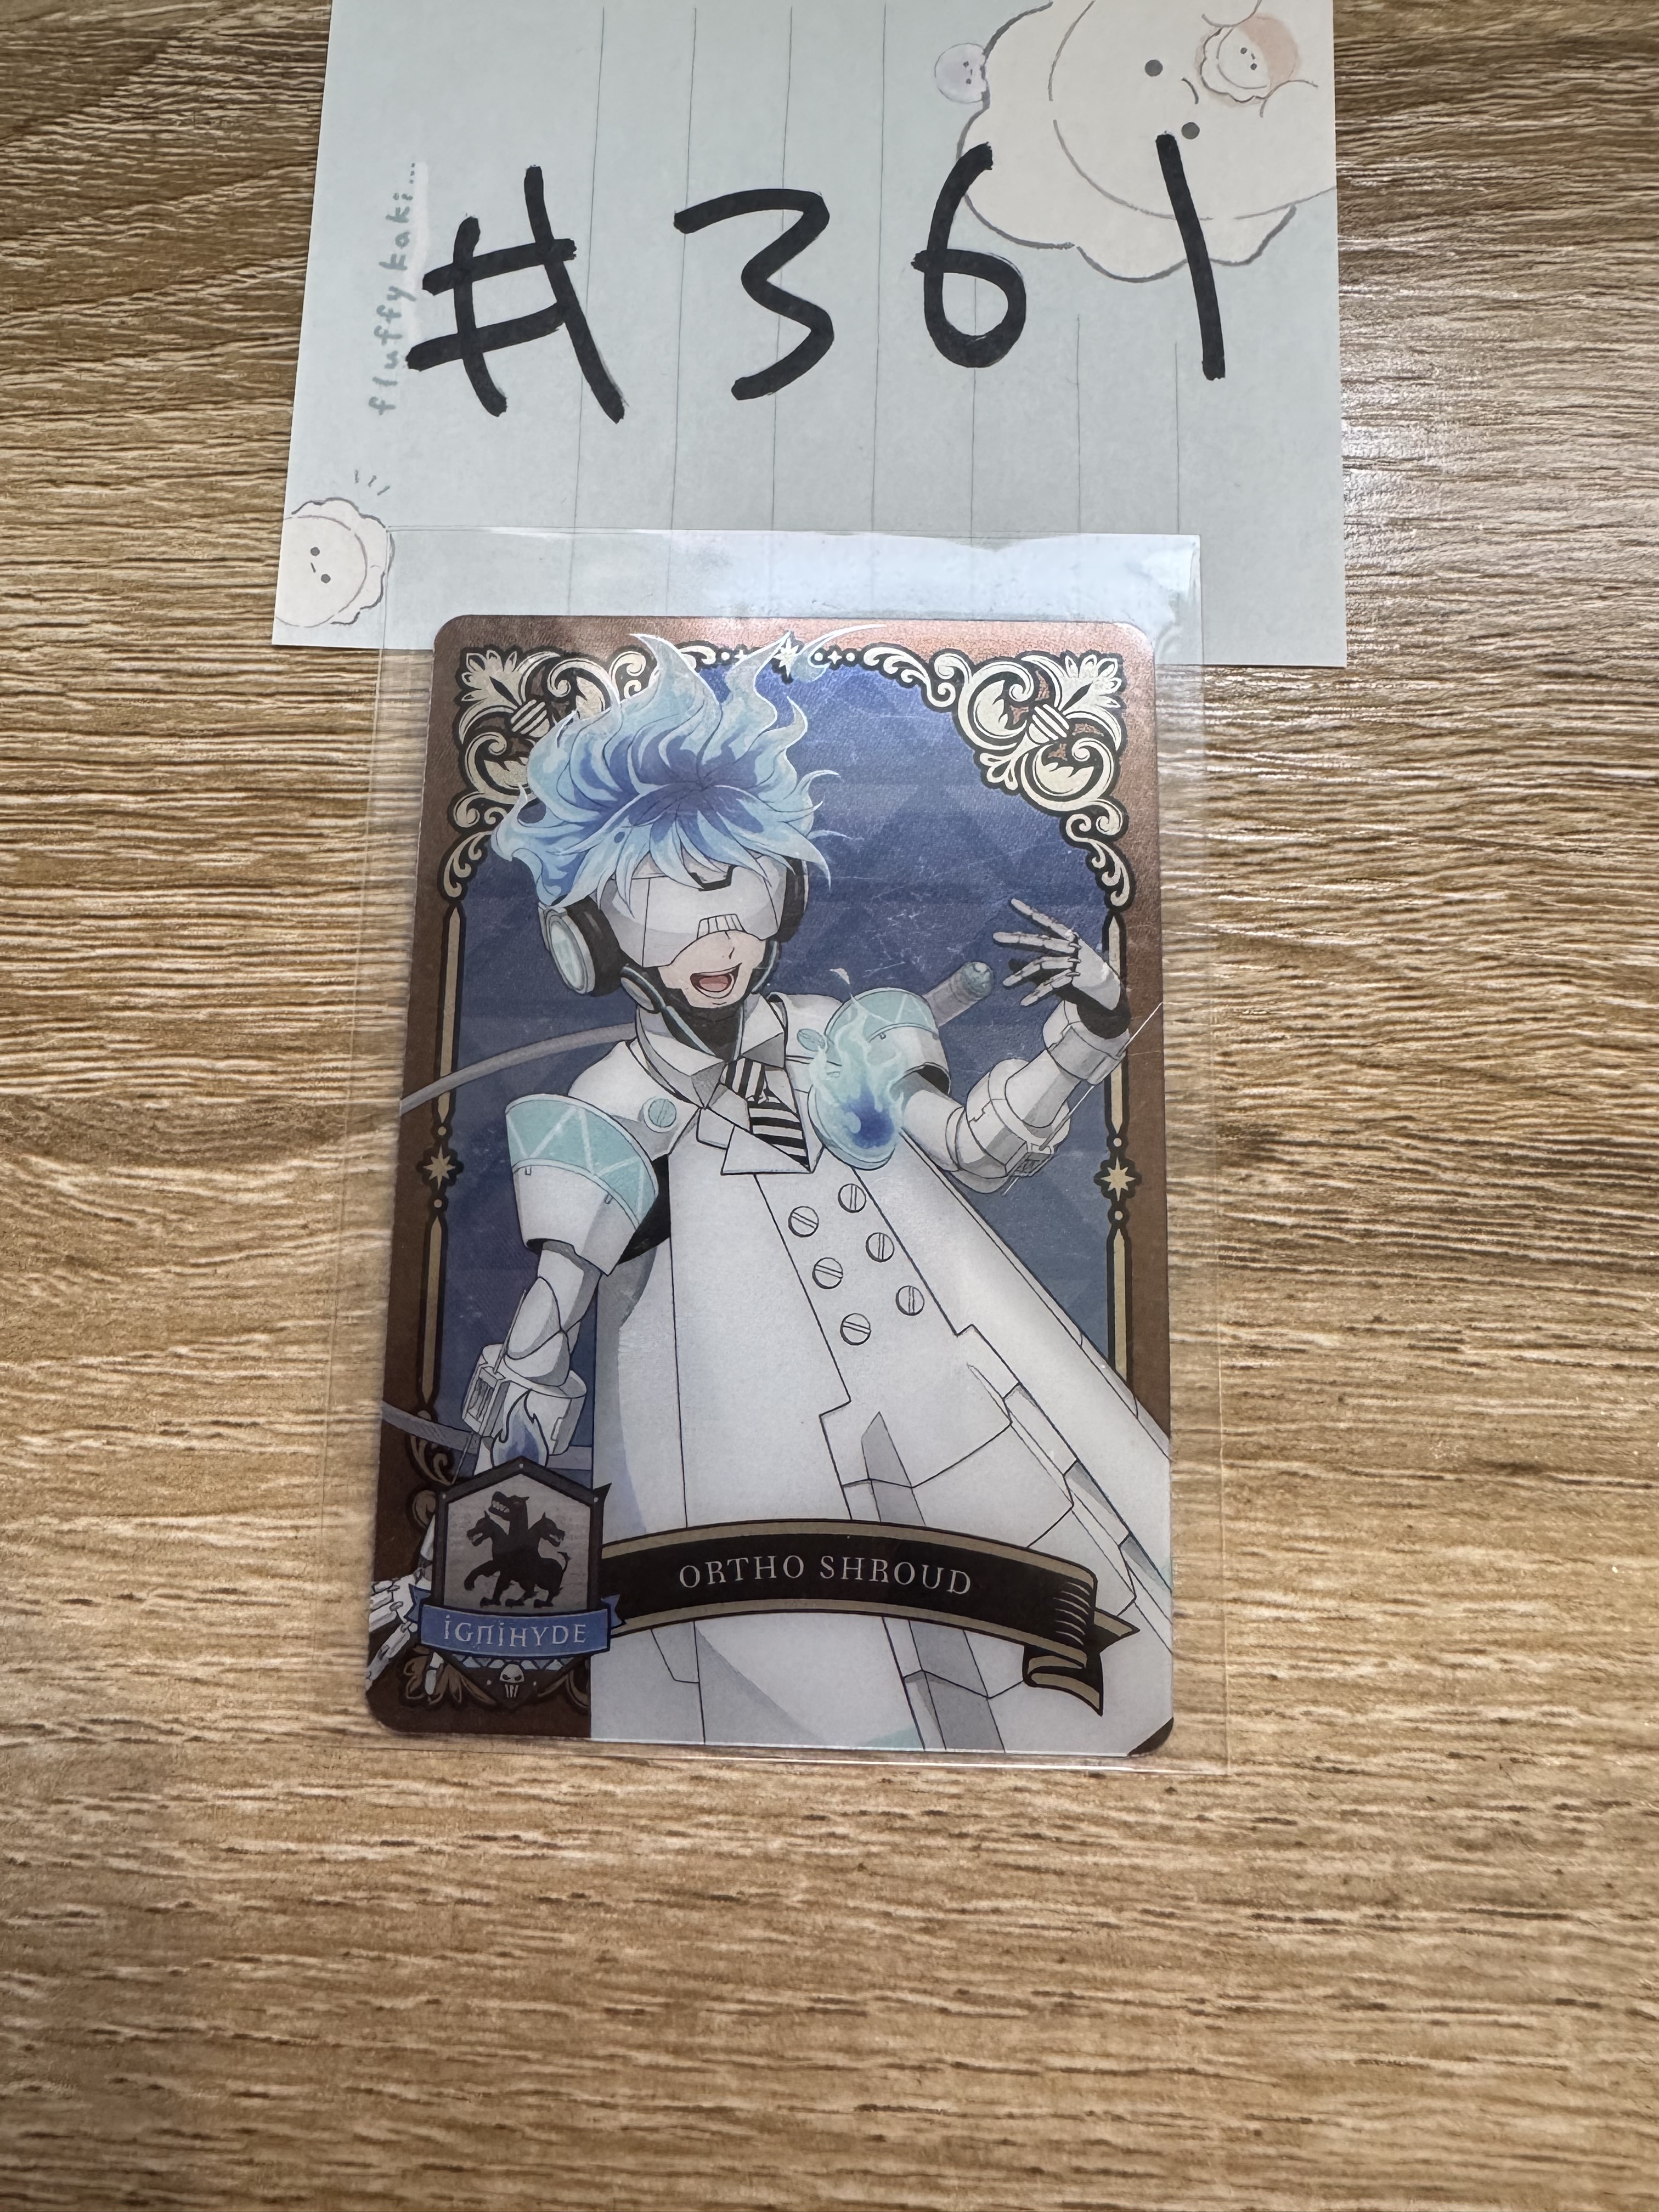 #361
fluffy kaki...
ORTHO SHROUD
IGNIHYDE